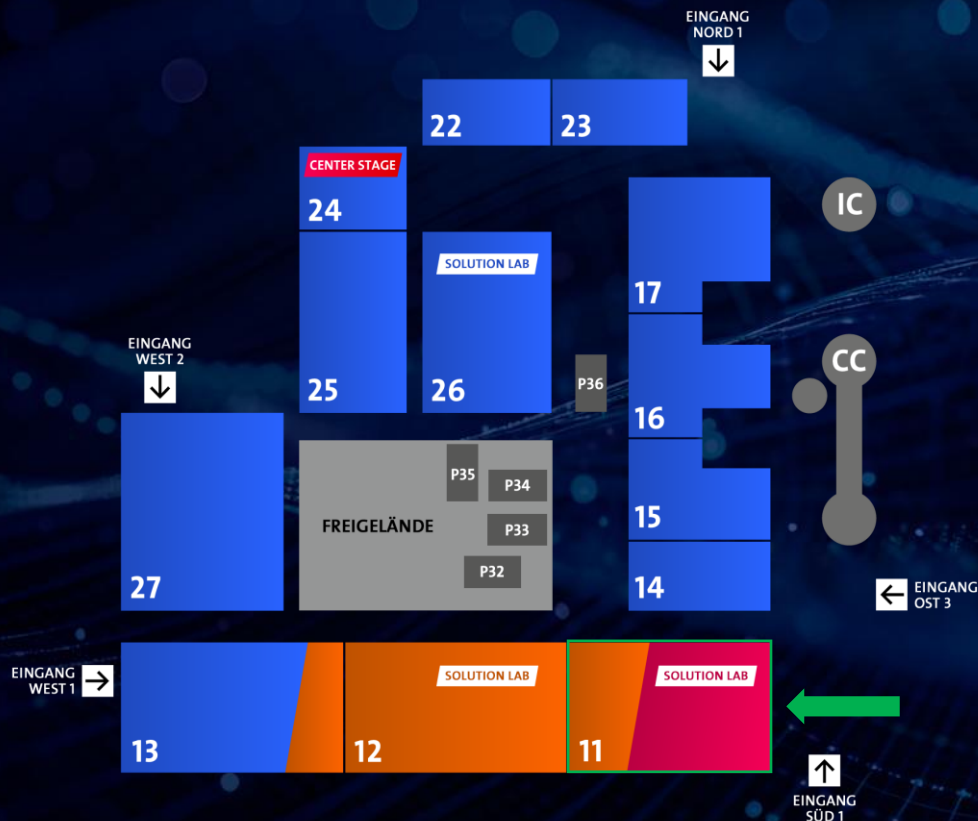 EINGANG
NORD 1
22
23
CENTER STAGE
24
IC
SOLUTION LAB
17
EINGANG
WEST 2
CC
25
26
P36
16
P35
P34
FREIGELÄNDE
P33
15
P32
27
14
EINGANG
OST 3
EINGANG
WEST 1
SOLUTION LAB
SOLUTION LAB
13
12
11
EINGANG
SÜD 1